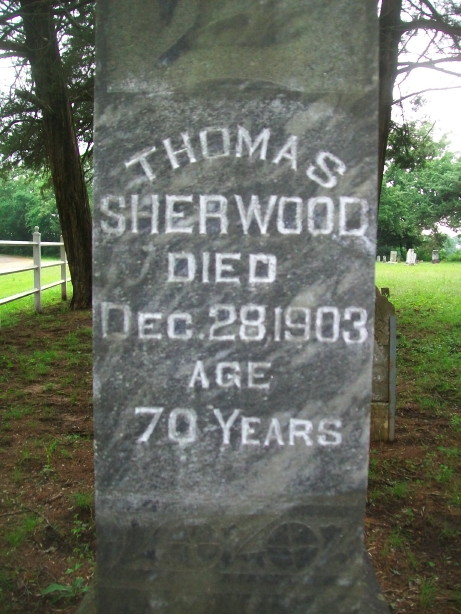 THOMAS
SHERWOOD
DIED
DEC. 28, 1903
AGE
70 YEARS